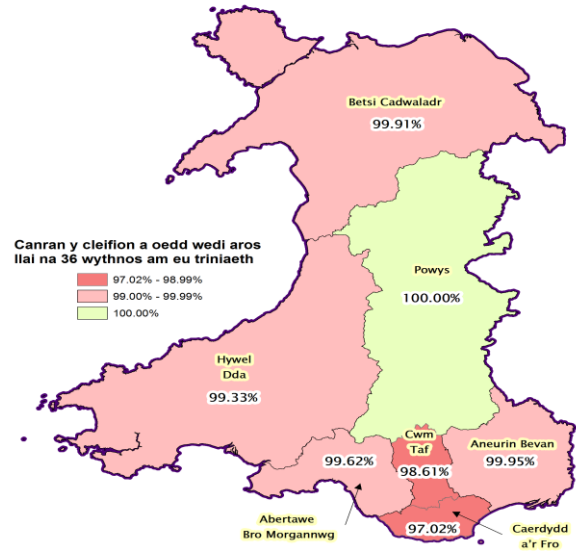 Betsi Cadwaladr
99.91%
Canran y cleifion a oedd wedi aros
llai na 36 wythnos am eu triniaeth
97.02% - 98.99%
99.00% - 99.99%
100.00%
Powys
100.00%
Hywel
Dda
99.33%
Cwm
Taf
98.61%
Aneurin Bevan
99.95%
99.62%
Abertawe
Bro Morgannwg
97.02%
Caerdydd
a'r Fro